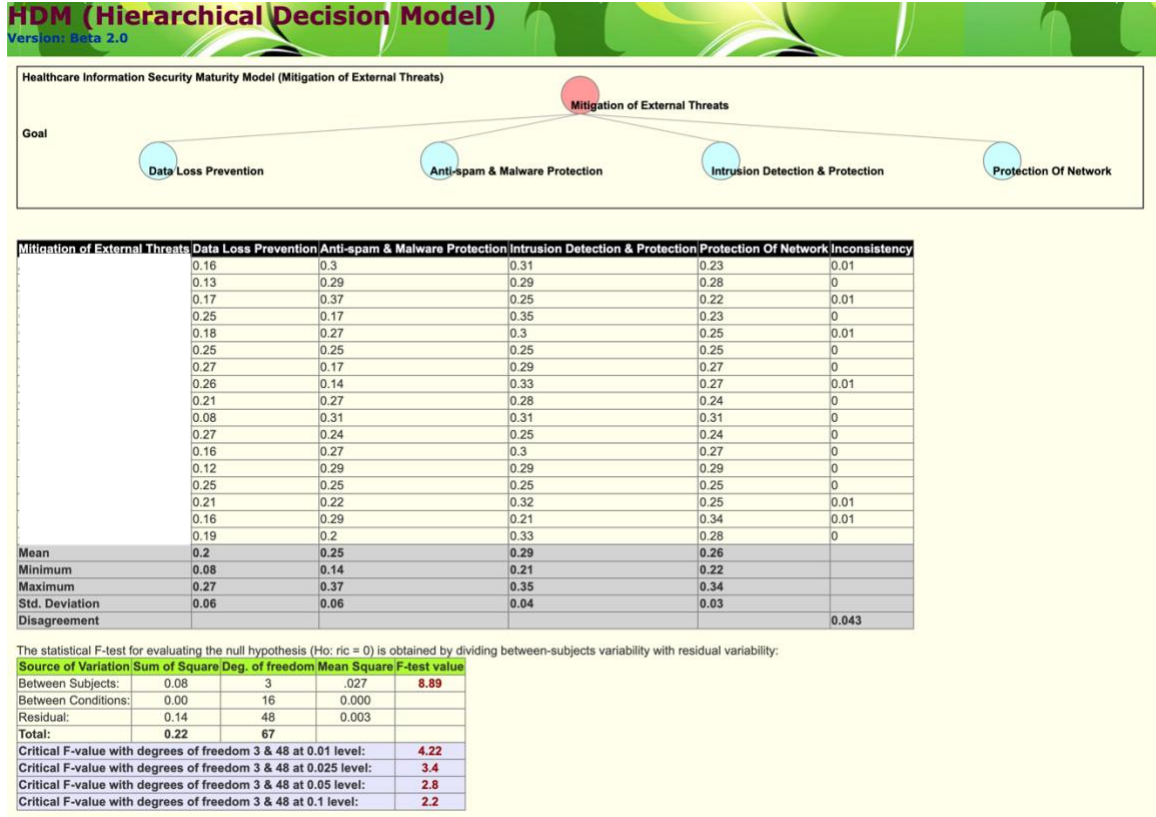 HDM (Hierarchical Decision Model)
Version: Beta 2.0
Healthcare Information Security Maturity Model (Mitigation of External Threats)
Mitigation of External Threats
Goal
Data Loss Prevention Anti-spam & Malware Protection Intrusion Detection & Protection Protection Of Network
Mitigation of External Threats Data Loss Prevention Anti-spam & Malware Protection Intrusion Detection & Protection Protection Of Network Inconsistency
0.16 0.3 0.31 0.23 0.01
0.13 0.29 0.29 0.28 0
0.17 0.37 0.25 0.22 0.01
0.25 0.17 0.35 0.23 0
0.18 0.27 0.3 0.25 0.01
0.25 0.25 0.25 0.25 0
0.27 0.17 0.29 0.27 0
0.26 0.14 0.33 0.27 0.01
0.21 0.27 0.28 0.24 0
0.08 0.31 0.31 0.31 0
0.27 0.24 0.25 0.24 0
0.16 0.27 0.3 0.27 0
0.12 0.29 0.29 0.29 0
0.25 0.25 0.25 0.25 0
0.21 0.22 0.32 0.25 0.01
0.16 0.29 0.21 0.34 0.01
0.19 0.2 0.33 0.28 0
Mean 0.2 0.25 0.29 0.26
Minimum 0.08 0.14 0.21 0.22
Maximum 0.27 0.37 0.35 0.34
Std. Deviation 0.06 0.06 0.04 0.03
Disagreement 0.043
The statistical F-test for evaluating the null hypothesis (Ho: ric = 0) is obtained by dividing between-subjects variability with residual variability:
Source of Variation Sum of Square Deg. of freedom Mean Square F-test value
Between Subjects: 0.08 3 .027 8.89
Between Conditions: 0.00 16 0.000
Residual: 0.14 48 0.003
Total: 0.22 67
Critical F-value with degrees of freedom 3 & 48 at 0.01 level: 4.22
Critical F-value with degrees of freedom 3 & 48 at 0.025 level: 3.4
Critical F-value with degrees of freedom 3 & 48 at 0.05 level: 2.8
Critical F-value with degrees of freedom 3 & 48 at 0.1 level: 2.2